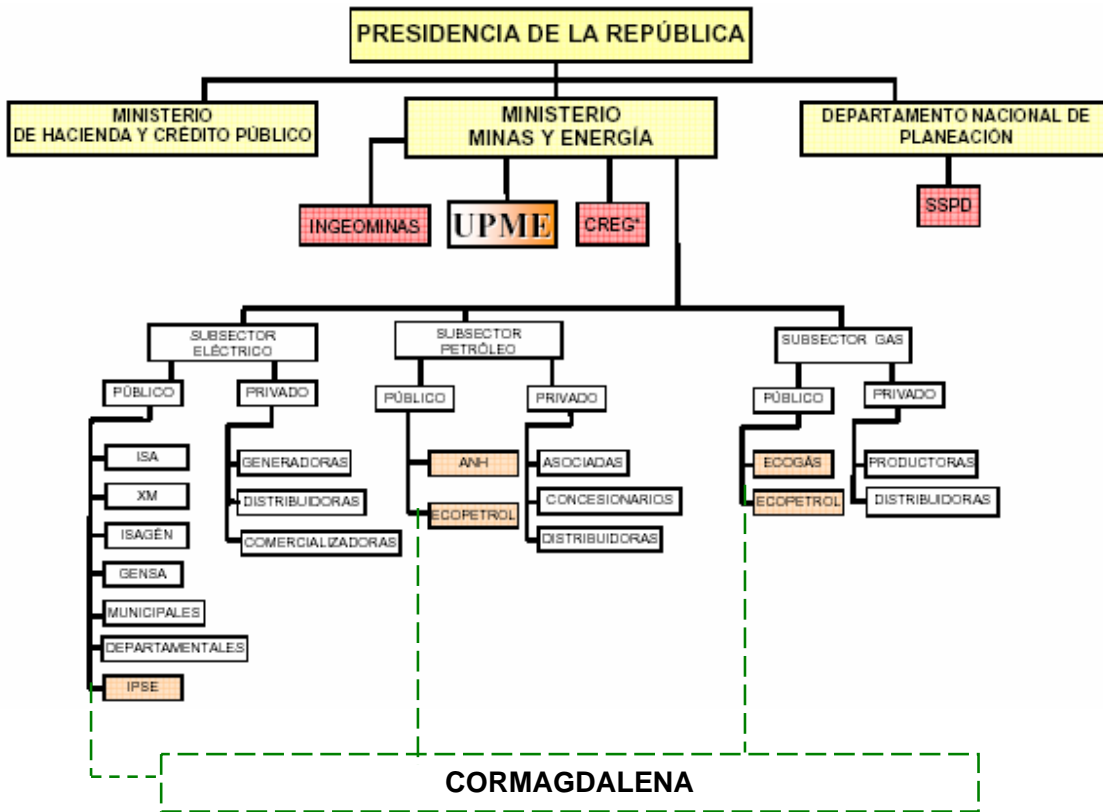 PRESIDENCIA DE LA REPÚBLICA
MINISTERIO
DE HACIENDA Y CRÉDITO PÚBLICO
MINISTERIO
MINAS Y ENERGÍA
DEPARTAMENTO NACIONAL DE
PLANEACIÓN
INGEOMINAS
UPME
CREG*
SSPD
SUBSECTOR
ELÉCTRICO
SUBSECTOR
PETRÓLEO
SUBSECTOR GAS
PÚBLICO
PRIVADO
PÚBLICO
PRIVADO
PÚBLICO
PRIVADO
ISA
XM
ISAGÉN
GENSA
MUNICIPALES
DEPARTAMENTALES
IPSE
GENERADORAS
DISTRIBUIDORAS
COMERCIALIZADORAS
ANH
ECOPETROL
ASOCIADAS
CONCESIONARIOS
DISTRIBUIDORAS
ECOGÁS
ECOPETROL
PRODUCTORAS
DISTRIBUIDORAS
CORMAGDALENA